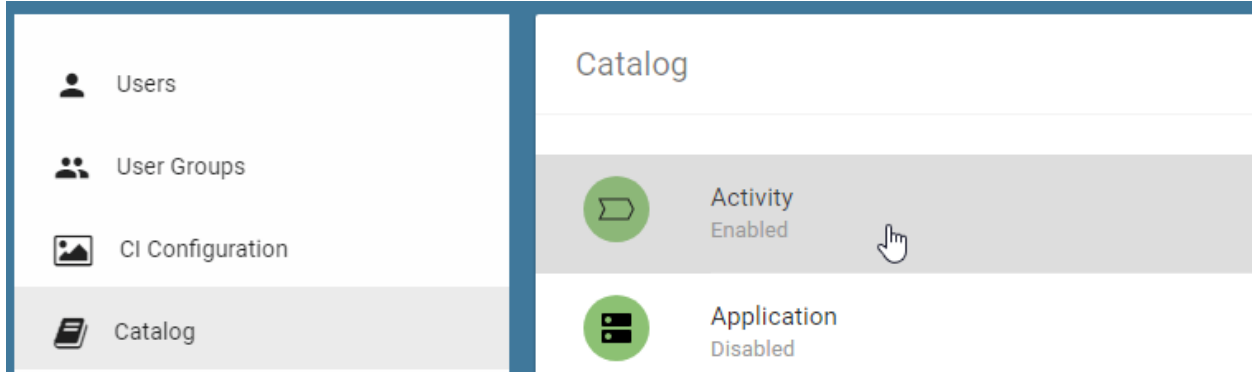 Users
User Groups
CI Configuration
Catalog
Catalog
Activity
Enabled
Application
Disabled